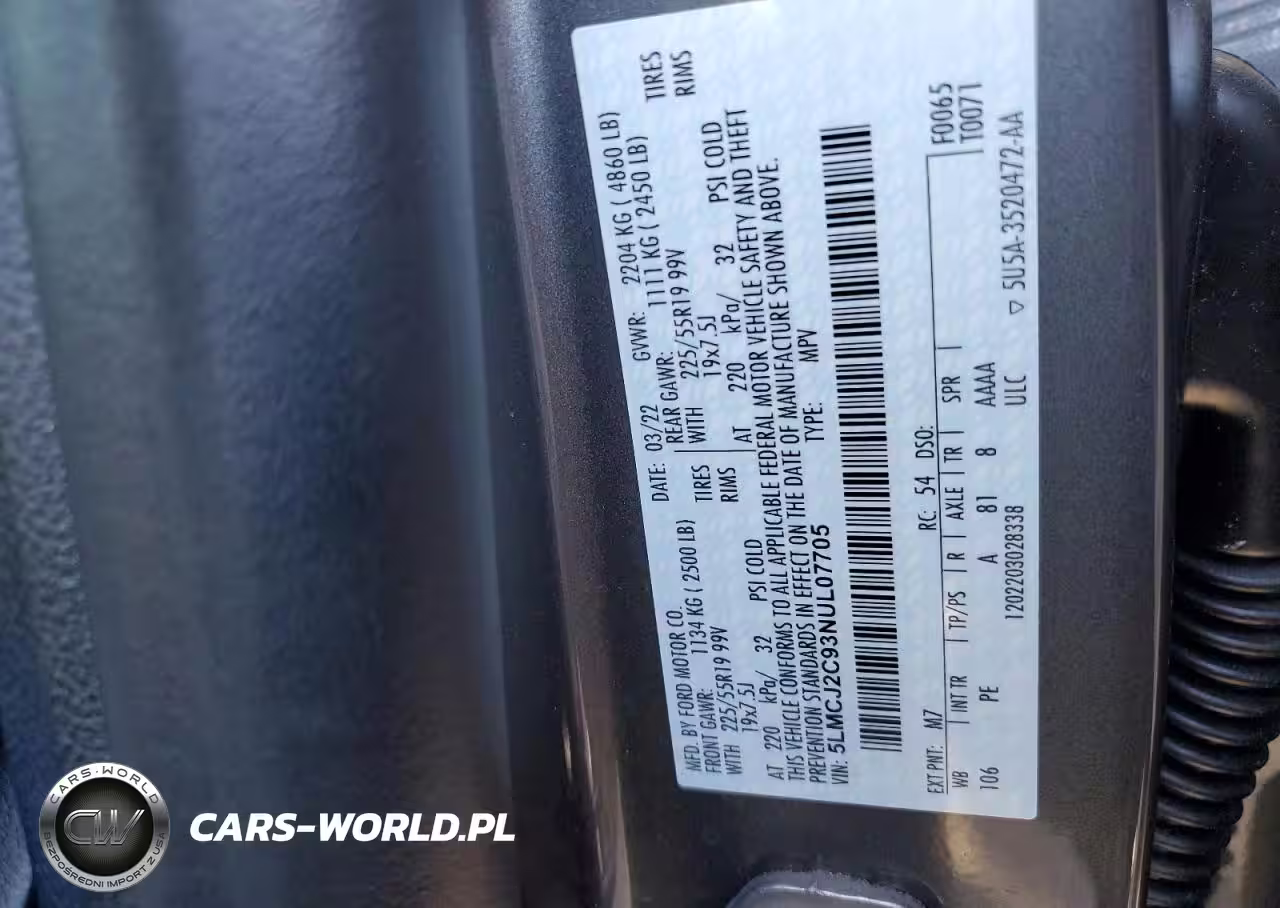 MFD. BY FORD MOTOR CO. DATE: 03/22 GVWR: 2204 KG ( 4860 LB)
FRONT GAWR: 1134 KG ( 2500 LB) REAR GAWR: 1111 KG ( 2450 LB)
WITH 225/55R19 99V TIRES WITH 225/55R19 99V TIRES
19x7.5J RIMS 19x7.5J RIMS
AT 220 kPa/ 32 PSI COLD AT 220 kPa/ 32 PSI COLD
THIS VEHICLE CONFORMS TO ALL APPLICABLE FEDERAL MOTOR VEHICLE SAFETY AND THEFT
PREVENTION STANDARDS IN EFFECT ON THE DATE OF MANUFACTURE SHOWN ABOVE.
VIN: 5LMCJ2C93NUL07705 TYPE: MPV
EXT PNT: M7 RC: 54 DSO: F0065
WB INT TR TP/PS R AXLE TR SPR T0071
106 PE A 81 8 AAAA
1202203028338 ULC ▽ 5U5A-3520472-AA
CARS-WORLD
CW
BEZPOŚREDNI IMPORT Z USA
CARS-WORLD.PL